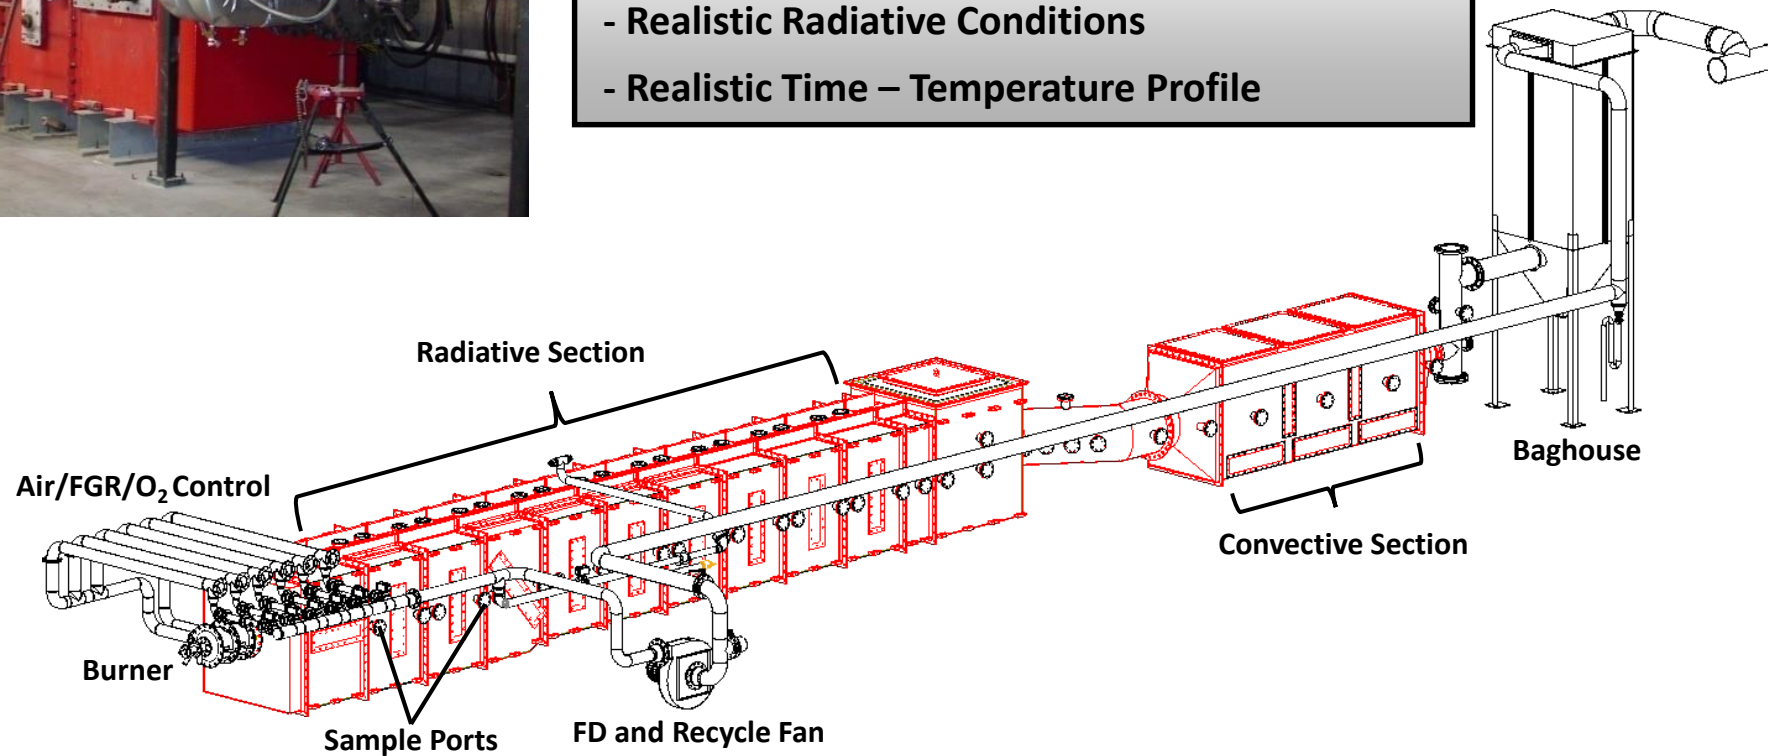 - Realistic Radiative Conditions
- Realistic Time – Temperature Profile
Radiative Section
Air/FGR/O₂ Control
Baghouse
Convective Section
Burner
Sample Ports
FD and Recycle Fan